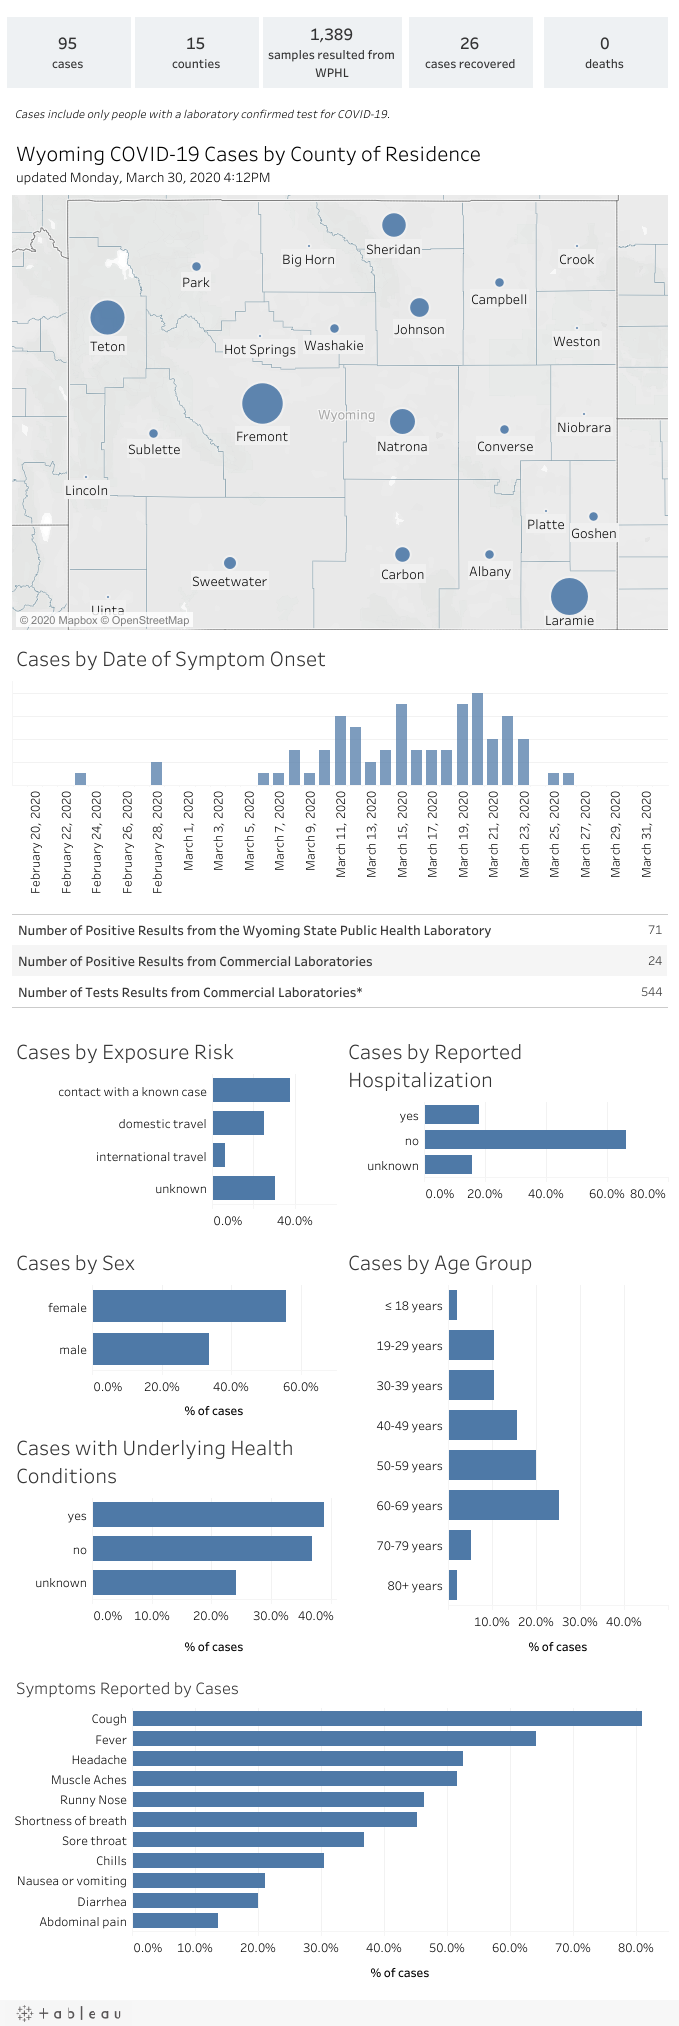 95
cases
15
counties
1,389
samples resulted from
WPHL
26
cases recovered
0
deaths
Cases include only people with a laboratory confirmed test for COVID-19.
Wyoming COVID-19 Cases by County of Residence
updated Monday, March 30, 2020 4:12PM
Sheridan
Big Horn
Crook
Park
Campbell
Johnson
Teton
Hot Springs
Washakie
Weston
Wyoming
Fremont
Natrona
Converse
Niobrara
Sublette
Lincoln
Platte
Goshen
Sweetwater
Carbon
Albany
Uinta
Laramie
© 2020 Mapbox © OpenStreetMap
Cases by Date of Symptom Onset
February 20, 2020
February 22, 2020
February 24, 2020
February 26, 2020
February 28, 2020
March 1, 2020
March 3, 2020
March 5, 2020
March 7, 2020
March 9, 2020
March 11, 2020
March 13, 2020
March 15, 2020
March 17, 2020
March 19, 2020
March 21, 2020
March 23, 2020
March 25, 2020
March 27, 2020
March 29, 2020
March 31, 2020
Number of Positive Results from the Wyoming State Public Health Laboratory 71
Number of Positive Results from Commercial Laboratories 24
Number of Tests Results from Commercial Laboratories* 544
Cases by Exposure Risk
contact with a known case
domestic travel
international travel
unknown
0.0% 40.0%
Cases by Reported
Hospitalization
yes
no
unknown
0.0% 20.0% 40.0% 60.0% 80.0%
Cases by Sex
female
male
0.0% 20.0% 40.0% 60.0%
% of cases
Cases with Underlying Health
Conditions
yes
no
unknown
0.0% 10.0% 20.0% 30.0% 40.0%
% of cases
Cases by Age Group
≤ 18 years
19-29 years
30-39 years
40-49 years
50-59 years
60-69 years
70-79 years
80+ years
10.0% 20.0% 30.0% 40.0%
% of cases
Symptoms Reported by Cases
Cough
Fever
Headache
Muscle Aches
Runny Nose
Shortness of breath
Sore throat
Chills
Nausea or vomiting
Diarrhea
Abdominal pain
0.0% 10.0% 20.0% 30.0% 40.0% 50.0% 60.0% 70.0% 80.0%
% of cases
+ableau